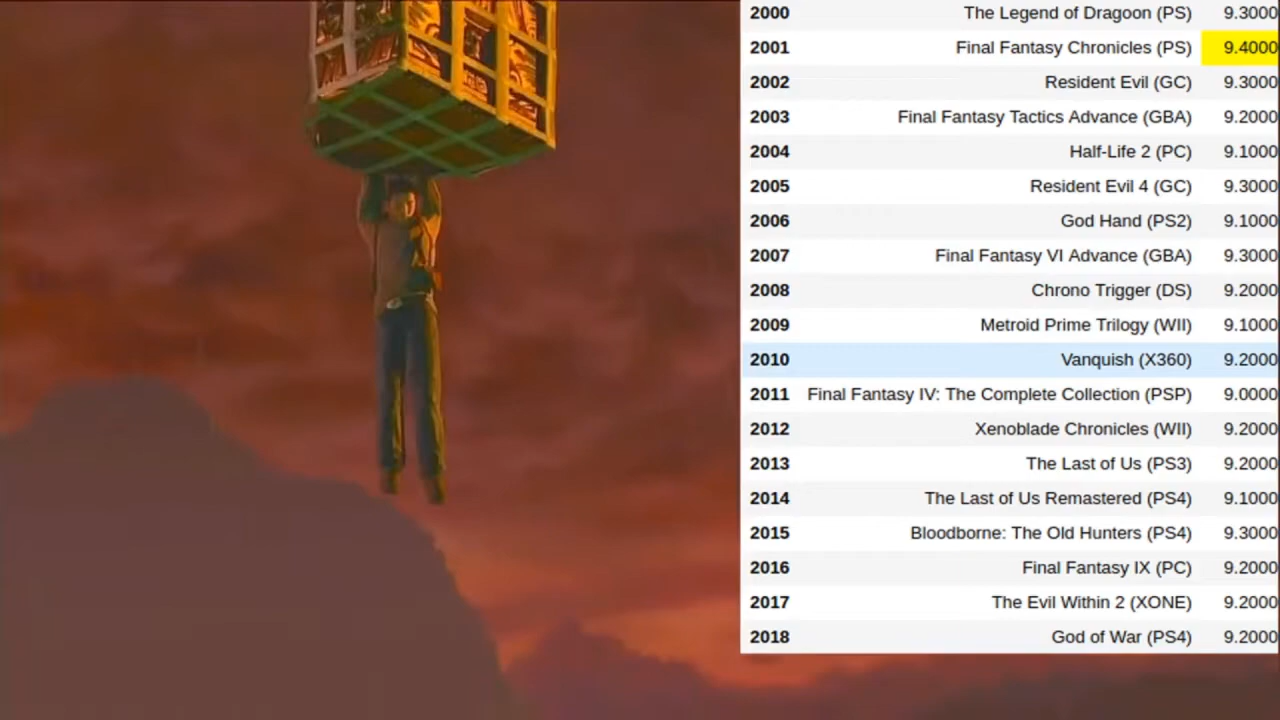 2000 The Legend of Dragoon (PS) 9.3000
2001 Final Fantasy Chronicles (PS) 9.4000
2002 Resident Evil (GC) 9.3000
2003 Final Fantasy Tactics Advance (GBA) 9.2000
2004 Half-Life 2 (PC) 9.1000
2005 Resident Evil 4 (GC) 9.3000
2006 God Hand (PS2) 9.1000
2007 Final Fantasy VI Advance (GBA) 9.3000
2008 Chrono Trigger (DS) 9.2000
2009 Metroid Prime Trilogy (WII) 9.1000
2010 Vanquish (X360) 9.2000
2011 Final Fantasy IV: The Complete Collection (PSP) 9.0000
2012 Xenoblade Chronicles (WII) 9.2000
2013 The Last of Us (PS3) 9.2000
2014 The Last of Us Remastered (PS4) 9.1000
2015 Bloodborne: The Old Hunters (PS4) 9.3000
2016 Final Fantasy IX (PC) 9.2000
2017 The Evil Within 2 (XONE) 9.2000
2018 God of War (PS4) 9.2000